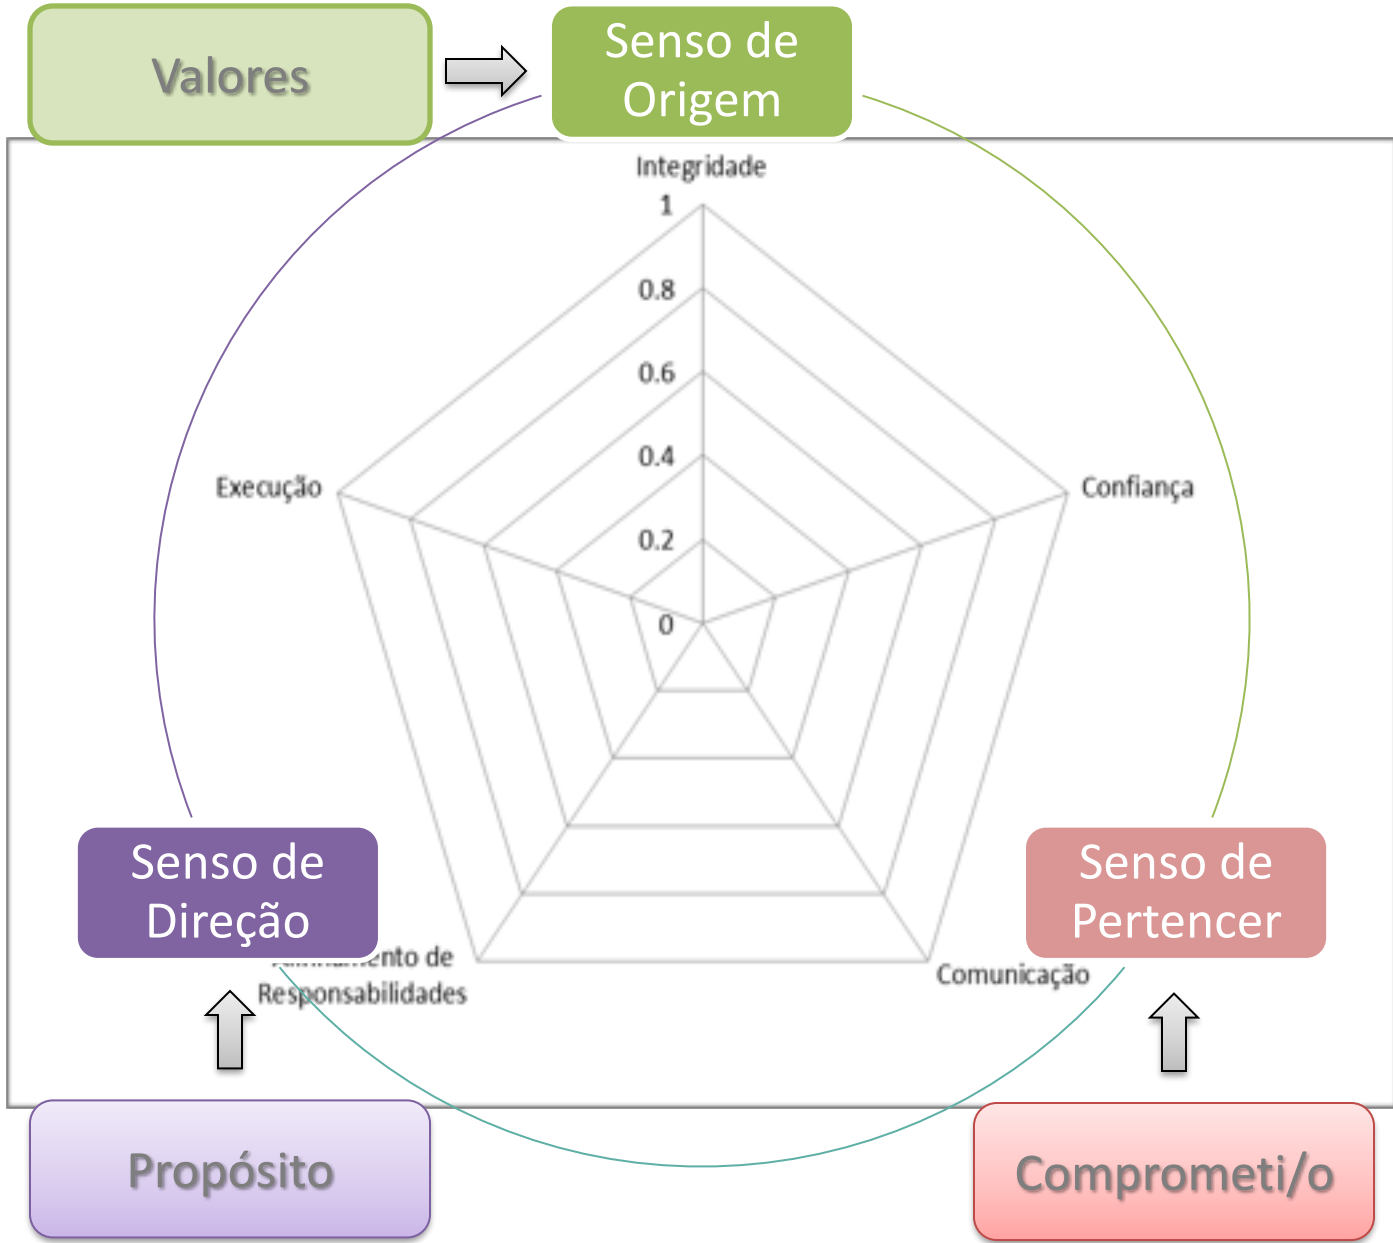 Valores
Senso de
Origem
Integridade
1
0.8
0.6
0.4
0.2
0
Execução
Confiança
Senso de
Direção
Senso de
Pertencer
de
Responsabilidades
Comunicação
Propósito
Comprometi/o